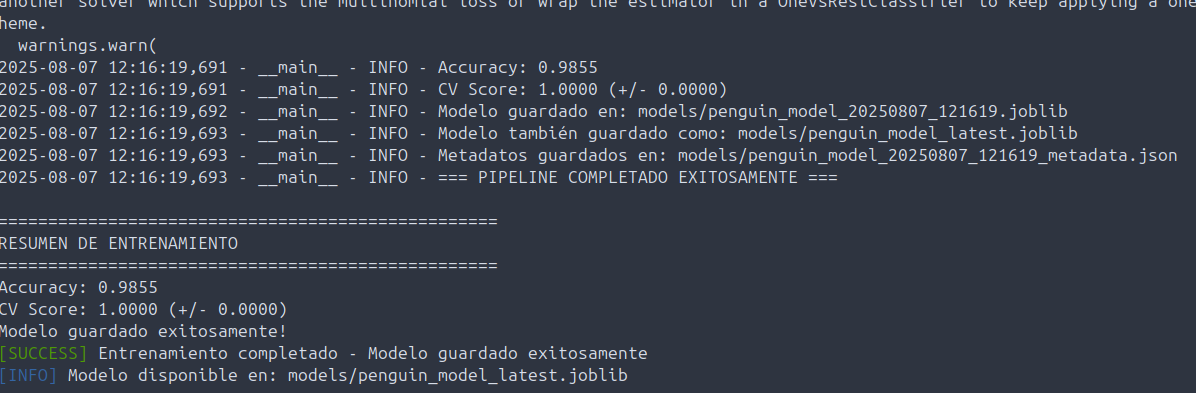 another solver which supports the multinomial loss or wrap the estimator in a OneVsRestClassifier to keep applying a one
heme.
  warnings.warn(
2025-08-07 12:16:19,691 - __main__ - INFO - Accuracy: 0.9855
2025-08-07 12:16:19,691 - __main__ - INFO - CV Score: 1.0000 (+/- 0.0000)
2025-08-07 12:16:19,692 - __main__ - INFO - Modelo guardado en: models/penguin_model_20250807_121619.joblib
2025-08-07 12:16:19,693 - __main__ - INFO - Modelo también guardado como: models/penguin_model_latest.joblib
2025-08-07 12:16:19,693 - __main__ - INFO - Metadatos guardados en: models/penguin_model_20250807_121619_metadata.json
2025-08-07 12:16:19,693 - __main__ - INFO - === PIPELINE COMPLETADO EXITOSAMENTE ===
==================================================
RESUMEN DE ENTRENAMIENTO
==================================================
Accuracy: 0.9855
CV Score: 1.0000 (+/- 0.0000)
Modelo guardado exitosamente!
[SUCCESS] Entrenamiento completado - Modelo guardado exitosamente
[INFO] Modelo disponible en: models/penguin_model_latest.joblib